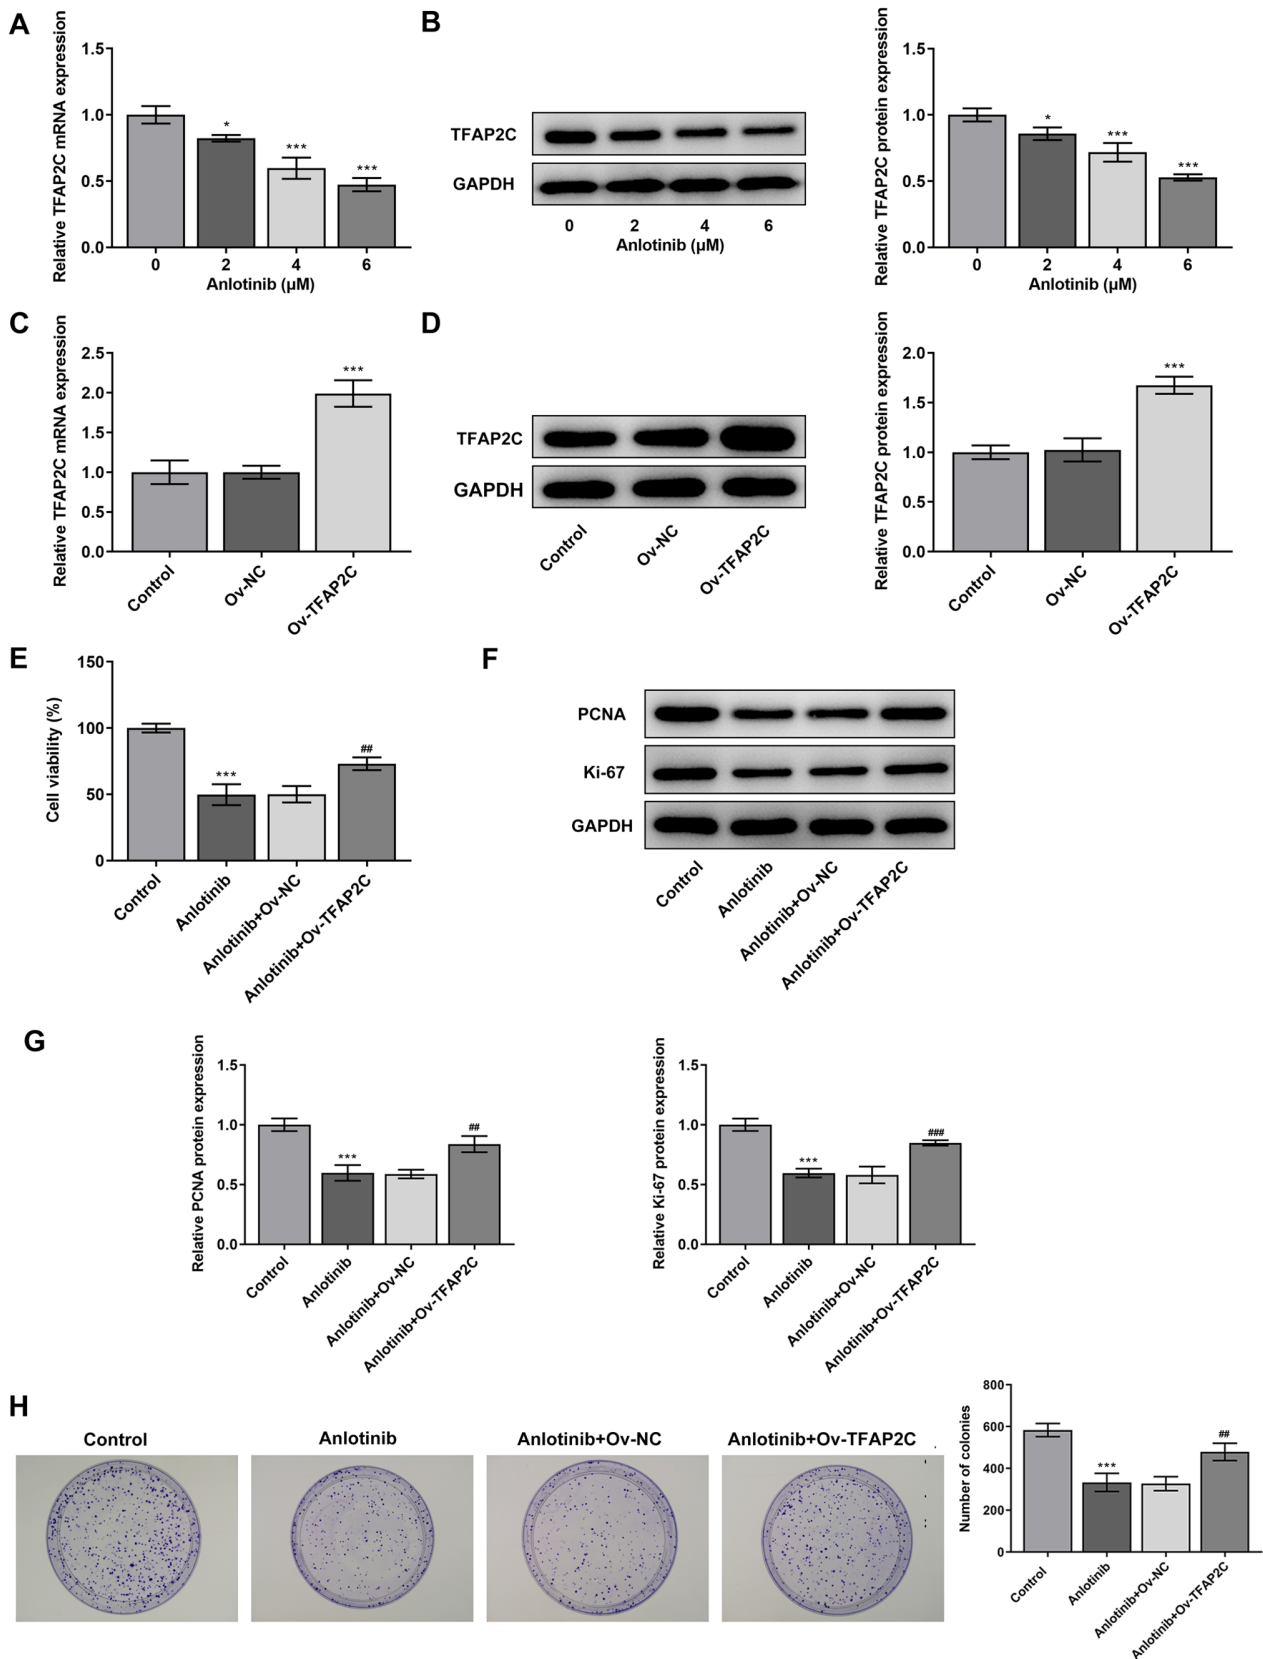 A
Relative TFAP2C mRNA expression
1.5
1.0
0.5
0.0
*
***
***
0 2 4 6
Anlotinib (μM)
B
TFAP2C
GAPDH
0 2 4 6
Anlotinib (μM)
Relative TFAP2C protein expression
1.5
1.0
0.5
0.0
*
***
***
0 2 4 6
Anlotinib (μM)
C
Relative TFAP2C mRNA expression
2.5
2.0
1.5
1.0
0.5
0.0
***
Control
Ov-NC
Ov-TFAP2C
D
TFAP2C
GAPDH
Control
Ov-NC
Ov-TFAP2C
Relative TFAP2C protein expression
2.0
1.5
1.0
0.5
0.0
***
Control
Ov-NC
Ov-TFAP2C
E
Cell viability (%)
150
100
50
0
***
##
Control
Anlotinib
Anlotinib+Ov-NC
Anlotinib+Ov-TFAP2C
F
PCNA
Ki-67
GAPDH
Control
Anlotinib
Anlotinib+Ov-NC
Anlotinib+Ov-TFAP2C
G
Relative PCNA protein expression
1.5
1.0
0.5
0.0
***
##
Control
Anlotinib
Anlotinib+Ov-NC
Anlotinib+Ov-TFAP2C
Relative Ki-67 protein expression
1.5
1.0
0.5
0.0
***
###
Control
Anlotinib
Anlotinib+Ov-NC
Anlotinib+Ov-TFAP2C
H
Control
Anlotinib
Anlotinib+Ov-NC
Anlotinib+Ov-TFAP2C
Number of colonies
800
600
400
200
0
***
##
Control
Anlotinib
Anlotinib+Ov-NC
Anlotinib+Ov-TFAP2C